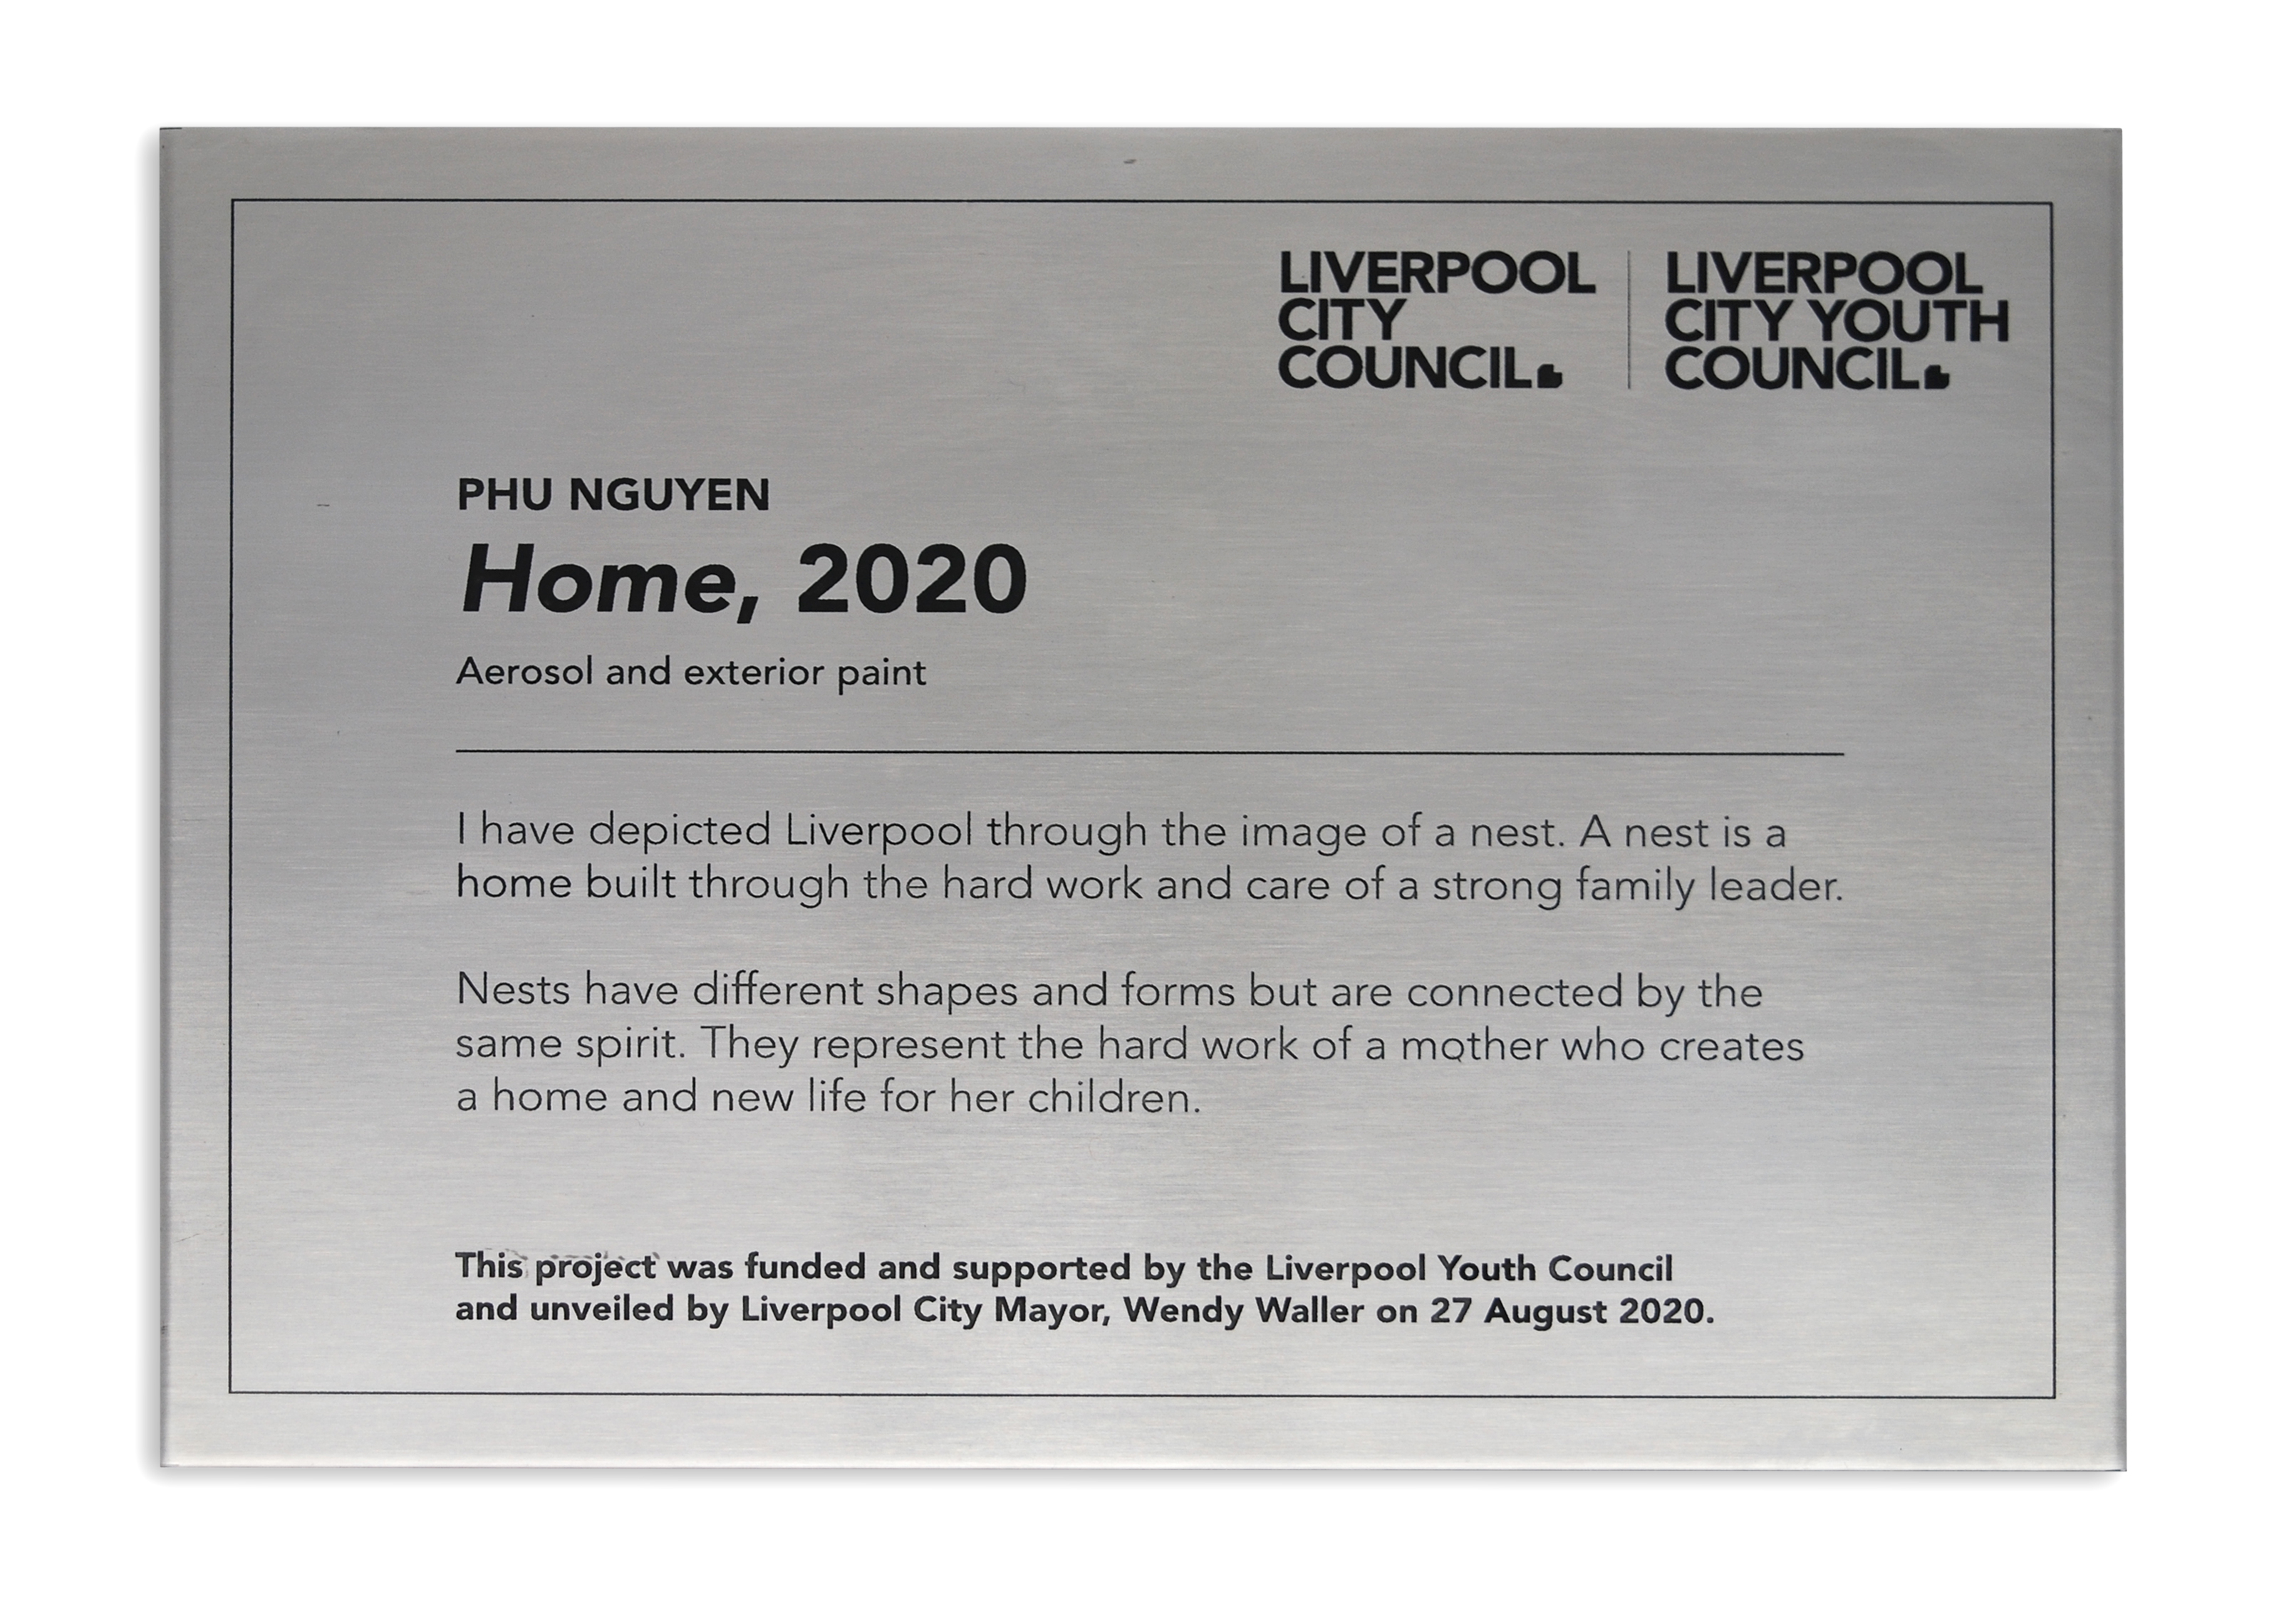 LIVERPOOL
CITY
COUNCIL
LIVERPOOL
CITY YOUTH
COUNCIL
PHU NGUYEN
Home, 2020
Aerosol and exterior paint
I have depicted Liverpool through the image of a nest. A nest is a
home built through the hard work and care of a strong family leader.
Nests have different shapes and forms but are connected by the
same spirit. They represent the hard work of a mother who creates
a home and new life for her children.
This project was funded and supported by the Liverpool Youth Council
and unveiled by Liverpool City Mayor, Wendy Waller on 27 August 2020.